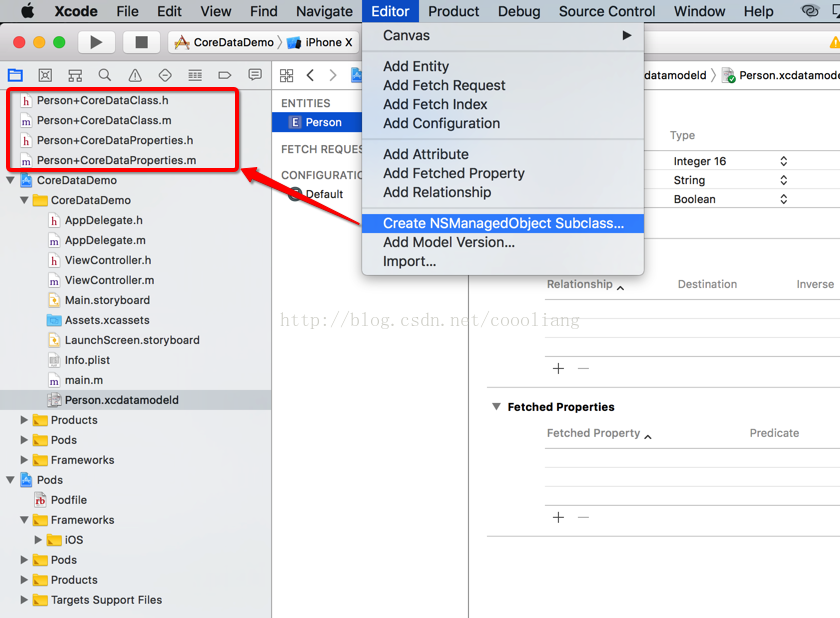 Xcode File Edit View Find Navigate Editor Product Debug Source Control Window Help
CoreDataDemo iPhone X
Canvas
Add Entity
Add Fetch Request
Add Fetch Index
Add Configuration
Add Attribute
Add Fetched Property
Add Relationship
Create NSManagedObject Subclass...
Add Model Version...
Import...
Person+CoreDataClass.h
Person+CoreDataClass.m
Person+CoreDataProperties.h
Person+CoreDataProperties.m
CoreDataDemo
CoreDataDemo
AppDelegate.h
AppDelegate.m
ViewController.h
ViewController.m
Main.storyboard
Assets.xcassets
LaunchScreen.storyboard
Info.plist
main.m
Person.xcdatamodeld
Products
Pods
Frameworks
Pods
Podfile
Frameworks
iOS
Pods
Products
Targets Support Files
ENTITIES
E Person
FETCH REQUES
CONFIGURATIO
Default
datamodeld Person.xcdatamode
Type
Integer 16
String
Boolean
Relationship Destination Inverse
http://blog.csdn.net/coooliang
Fetched Properties
Fetched Property Predicate